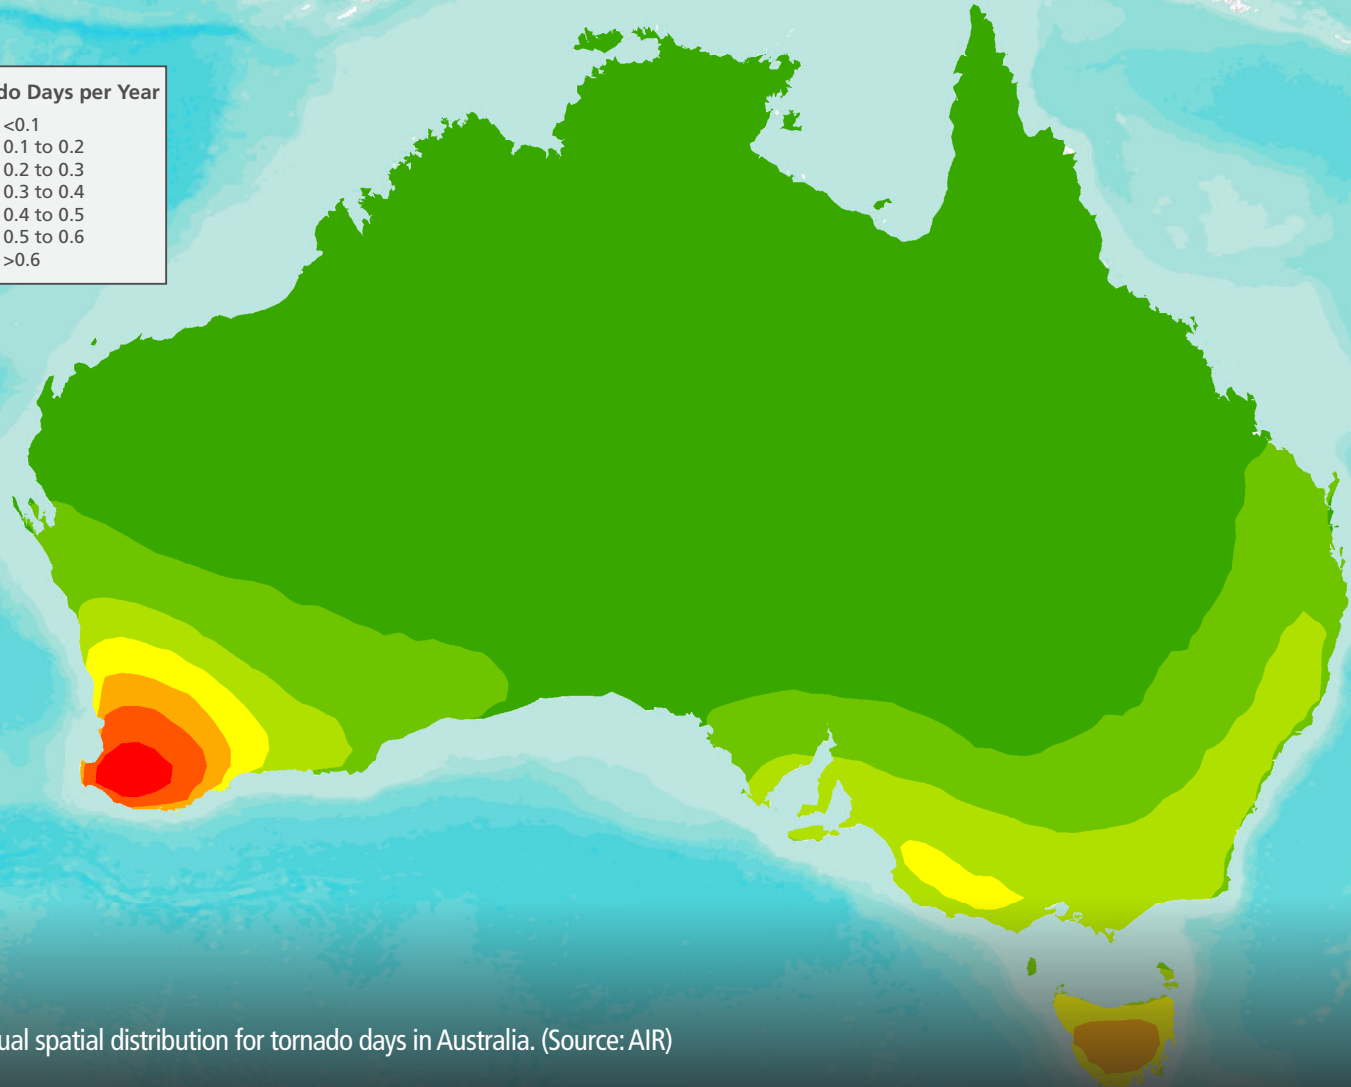 do Days per Year
<0.1
0.1 to 0.2
0.2 to 0.3
0.3 to 0.4
0.4 to 0.5
0.5 to 0.6
>0.6
ual spatial distribution for tornado days in Australia. (Source: AIR)